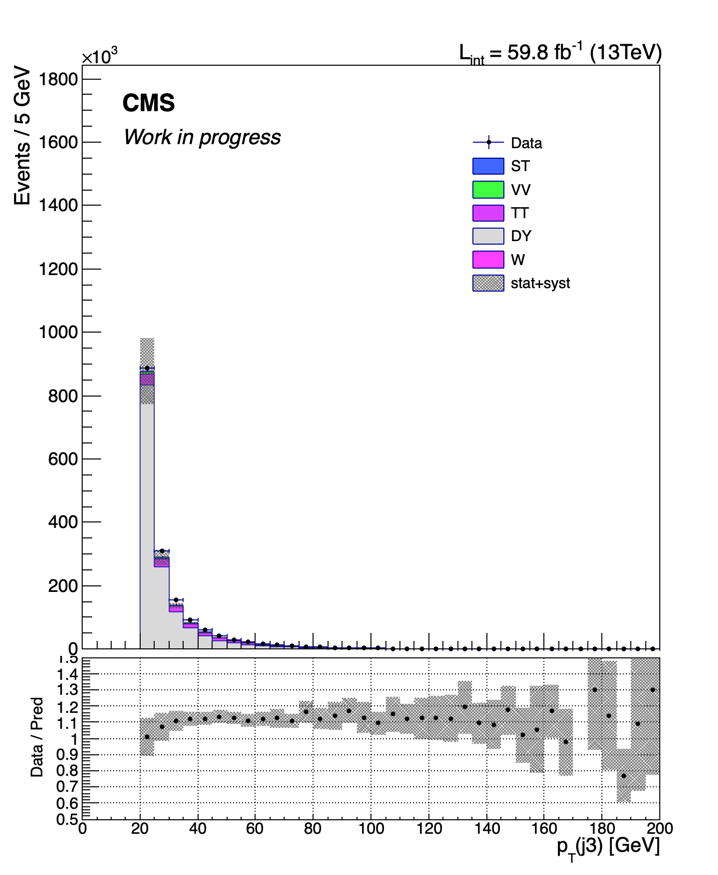 ×10³
L_int = 59.8 fb⁻¹ (13TeV)
Events / 5 GeV
1800
1600
1400
1200
1000
800
600
400
200
0
CMS
Work in progress
Data
ST
VV
TT
DY
W
stat+syst
Data / Pred
1.5
1.4
1.3
1.2
1.1
1
0.9
0.8
0.7
0.6
0.5
0 20 40 60 80 100 120 140 160 180 200
p_T(j3) [GeV]